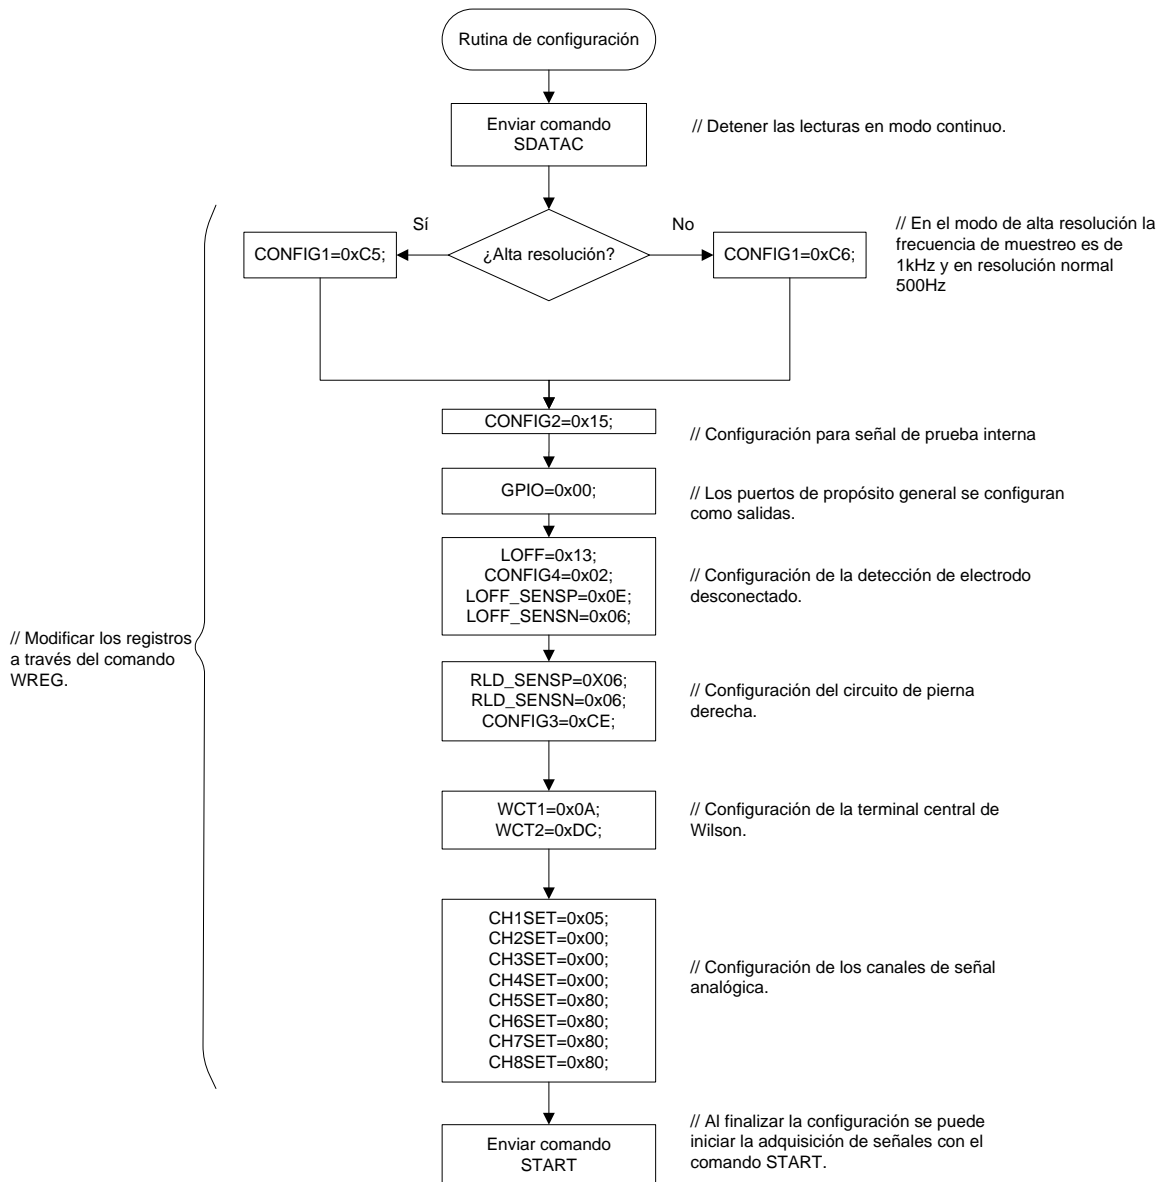 Rutina de configuración
Enviar comando
SDATAC
// Detener las lecturas en modo continuo.
Sí
No
CONFIG1=0xC5;
¿Alta resolución?
CONFIG1=0xC6;
// En el modo de alta resolución la
frecuencia de muestreo es de
1kHz y en resolución normal
500Hz
CONFIG2=0x15;
// Configuración para señal de prueba interna
GPIO=0x00;
// Los puertos de propósito general se configuran
como salidas.
LOFF=0x13;
CONFIG4=0x02;
LOFF_SENSP=0x0E;
LOFF_SENSN=0x06;
// Configuración de la detección de electrodo
desconectado.
// Modificar los registros
a través del comando
WREG.
RLD_SENSP=0X06;
RLD_SENSN=0x06;
CONFIG3=0xCE;
// Configuración del circuito de pierna
derecha.
WCT1=0x0A;
WCT2=0xDC;
// Configuración de la terminal central de
Wilson.
CH1SET=0x05;
CH2SET=0x00;
CH3SET=0x00;
CH4SET=0x00;
CH5SET=0x80;
CH6SET=0x80;
CH7SET=0x80;
CH8SET=0x80;
// Configuración de los canales de señal
analógica.
Enviar comando
START
// Al finalizar la configuración se puede
iniciar la adquisición de señales con el
comando START.